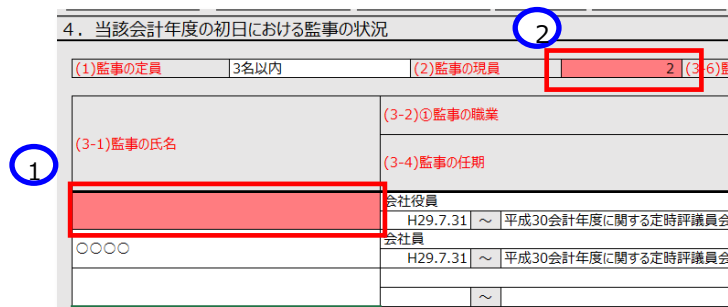 4．当該会計年度の初日における監事の状況
2
(1)監事の定員 3名以内 (2)監事の現員 2 (3-6)監
(3-2)①監事の職業
(3-1)監事の氏名
(3-4)監事の任期
1
会社役員
H29.7.31 ～ 平成30会計年度に関する定時評議員会
会社員
○○○○
H29.7.31 ～ 平成30会計年度に関する定時評議員会
～